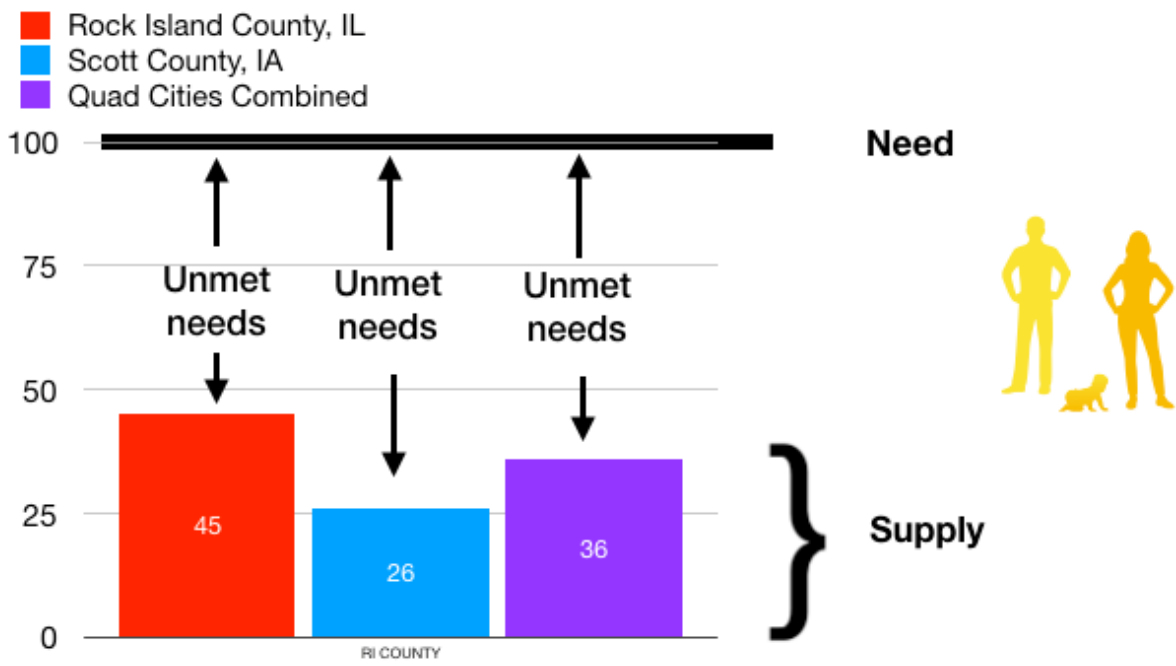 Rock Island County, IL
Scott County, IA
Quad Cities Combined
100
Need
75
Unmet
needs
Unmet
needs
Unmet
needs
50
45
26
36
25
Supply
0
RI COUNTY